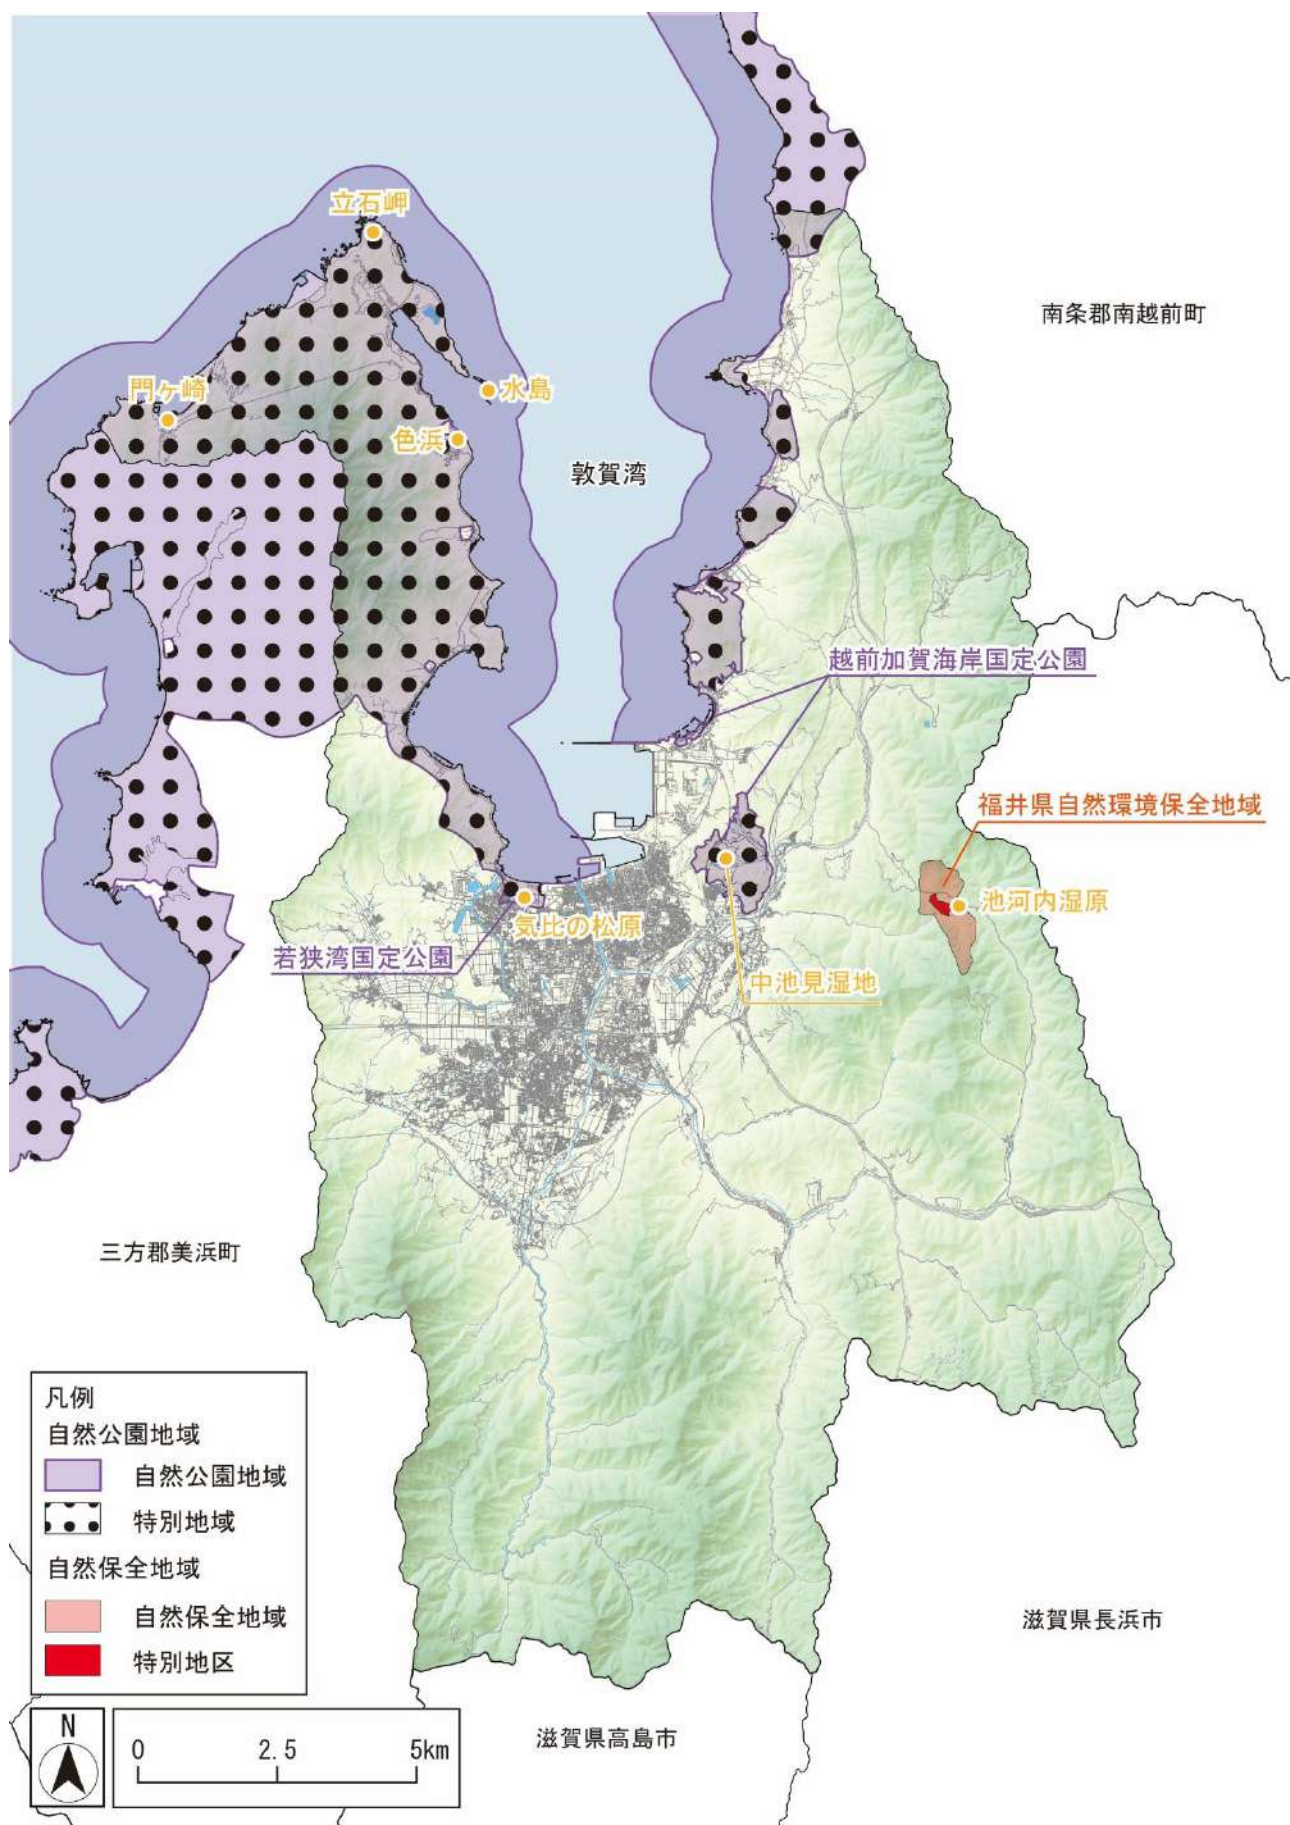 立石岬
南条郡南越前町
門ヶ崎
水島
色浜
敦賀湾
越前加賀海岸国定公園
福井県自然環境保全地域
池河内湿原
気比の松原
若狭湾国定公園
中池見湿地
三方郡美浜町
凡例
自然公園地域
自然公園地域
特別地域
自然保全地域
自然保全地域
特別地区
滋賀県長浜市
滋賀県高島市
N
0 2.5 5km